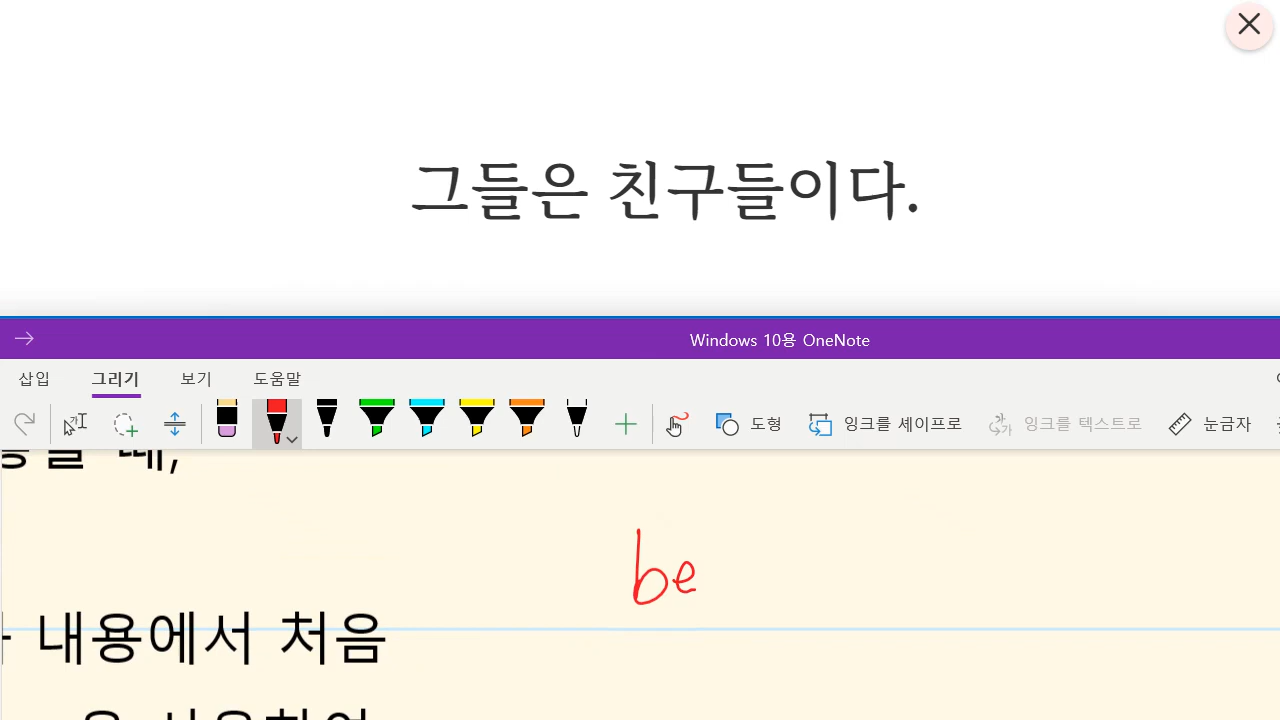 그들은 친구들이다.
Windows 10용 OneNote
삽입 그리기 보기 도움말
도형 잉크를 셰이프로 잉크를 텍스트로 눈금자
때,
be
내용에서 처음